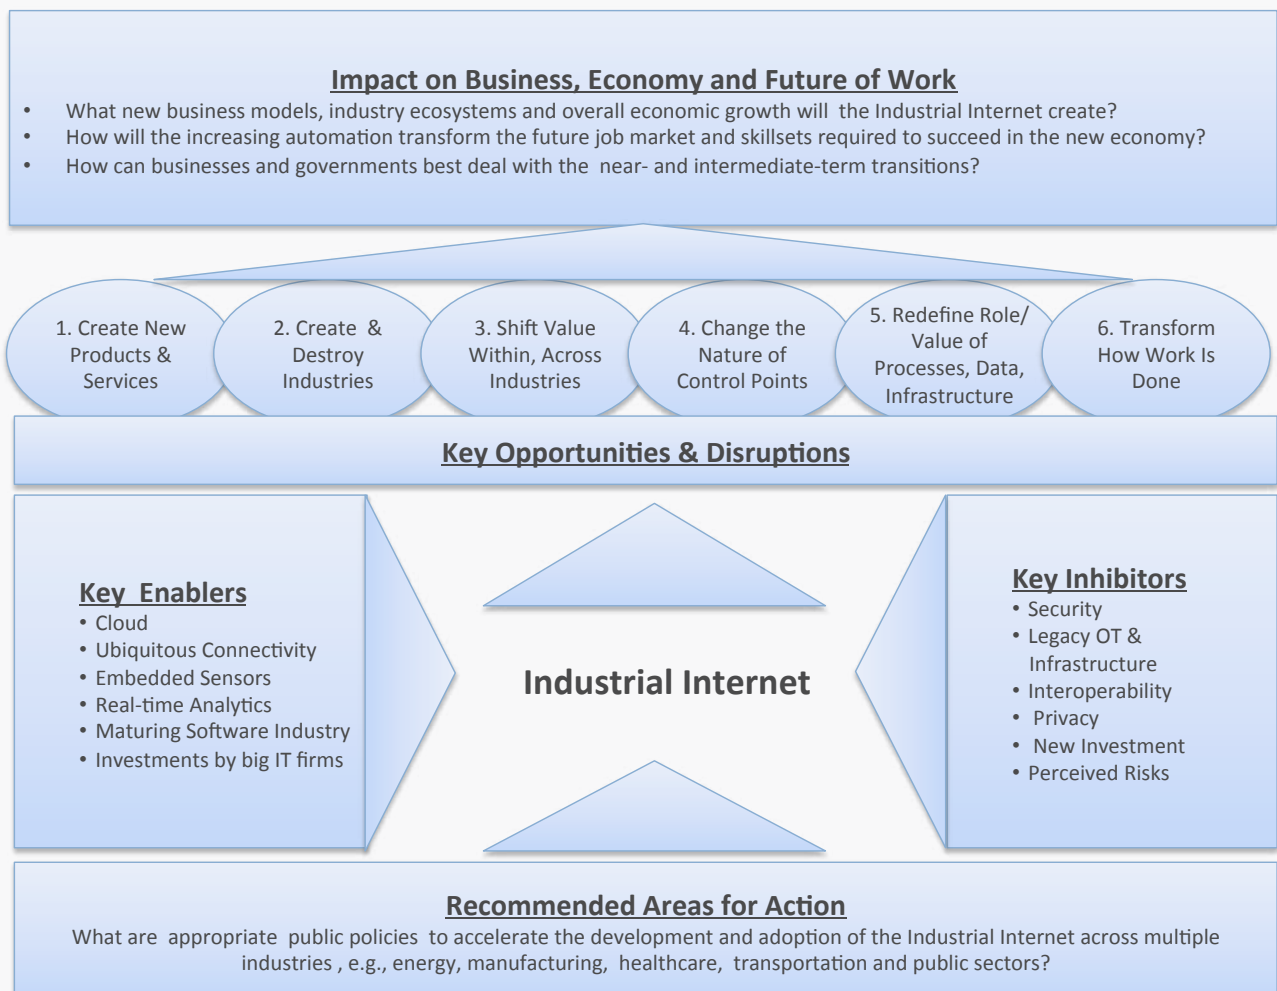 Impact on Business, Economy and Future of Work
• What new business models, industry ecosystems and overall economic growth will the Industrial Internet create?
• How will the increasing automation transform the future job market and skillsets required to succeed in the new economy?
• How can businesses and governments best deal with the near- and intermediate-term transitions?
1. Create New
Products &
Services
2. Create &
Destroy
Industries
3. Shift Value
Within, Across
Industries
4. Change the
Nature of
Control Points
5. Redefine Role/
Value of
Processes, Data,
Infrastructure
6. Transform
How Work Is
Done
Key Opportunities & Disruptions
Key Enablers
• Cloud
• Ubiquitous Connectivity
• Embedded Sensors
• Real-time Analytics
• Maturing Software Industry
• Investments by big IT firms
Industrial Internet
Key Inhibitors
• Security
• Legacy OT &
Infrastructure
• Interoperability
• Privacy
• New Investment
• Perceived Risks
Recommended Areas for Action
What are appropriate public policies to accelerate the development and adoption of the Industrial Internet across multiple
industries , e.g., energy, manufacturing, healthcare, transportation and public sectors?